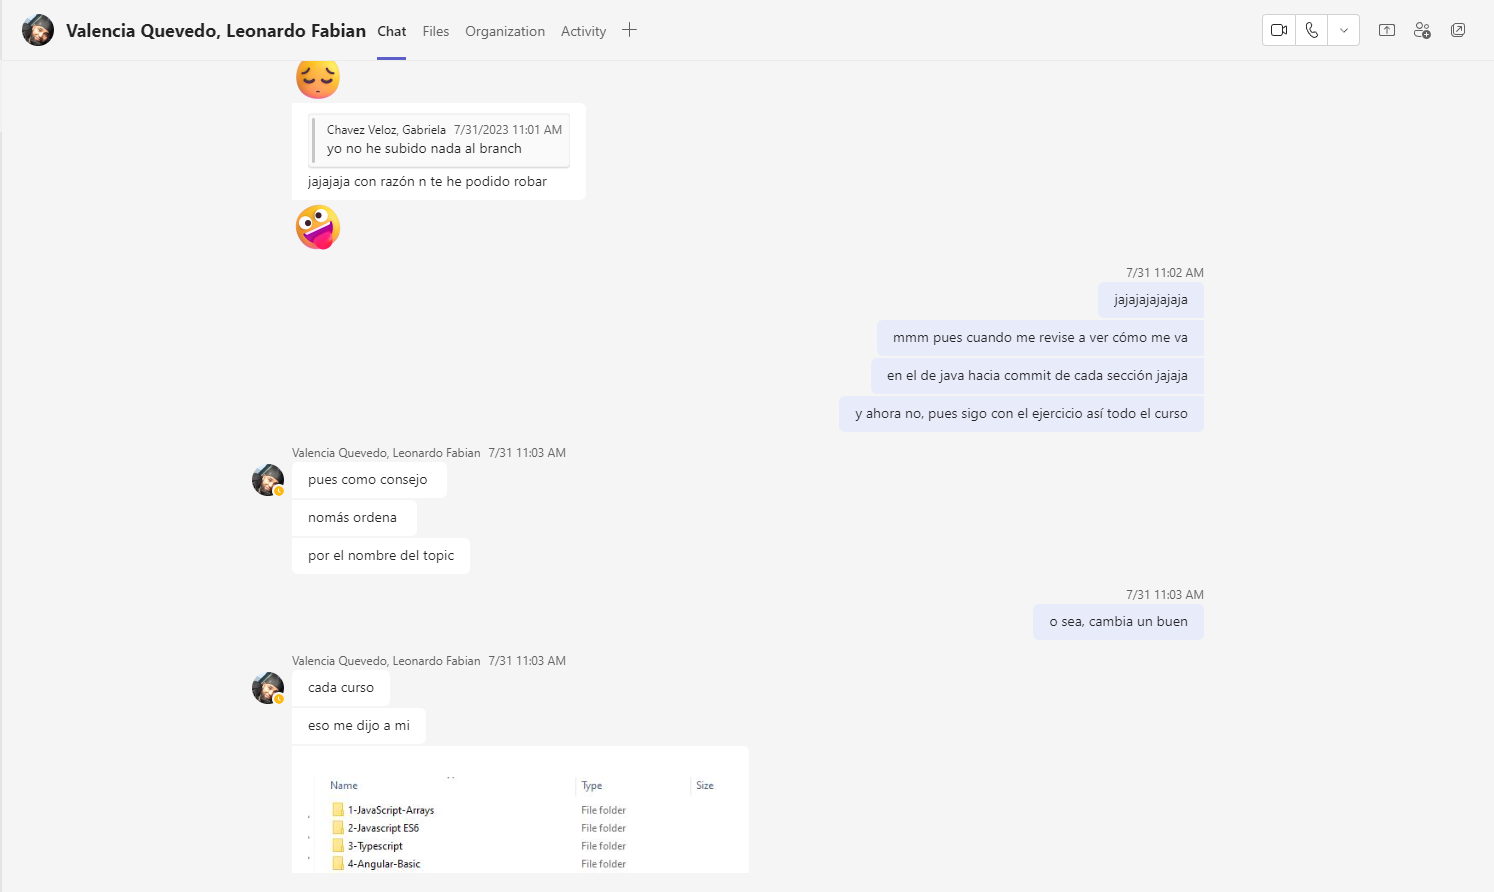 Valencia Quevedo, Leonardo Fabian Chat Files Organization Activity
Chavez Veloz, Gabriela 7/31/2023 11:01 AM
yo no he subido nada al branch
jajajaja con razón n te he podido robar
7/31 11:02 AM
jajajajajajaja
mmm pues cuando me revise a ver cómo me va
en el de java hacia commit de cada sección jajaja
y ahora no, pues sigo con el ejercicio así todo el curso
Valencia Quevedo, Leonardo Fabian 7/31 11:03 AM
pues como consejo
nomás ordena
por el nombre del topic
7/31 11:03 AM
o sea, cambia un buen
Valencia Quevedo, Leonardo Fabian 7/31 11:03 AM
cada curso
eso me dijo a mi
Name Type Size
1-JavaScript-Arrays File folder
2-Javascript ES6 File folder
3-Typescript File folder
4-Angular-Basic File folder